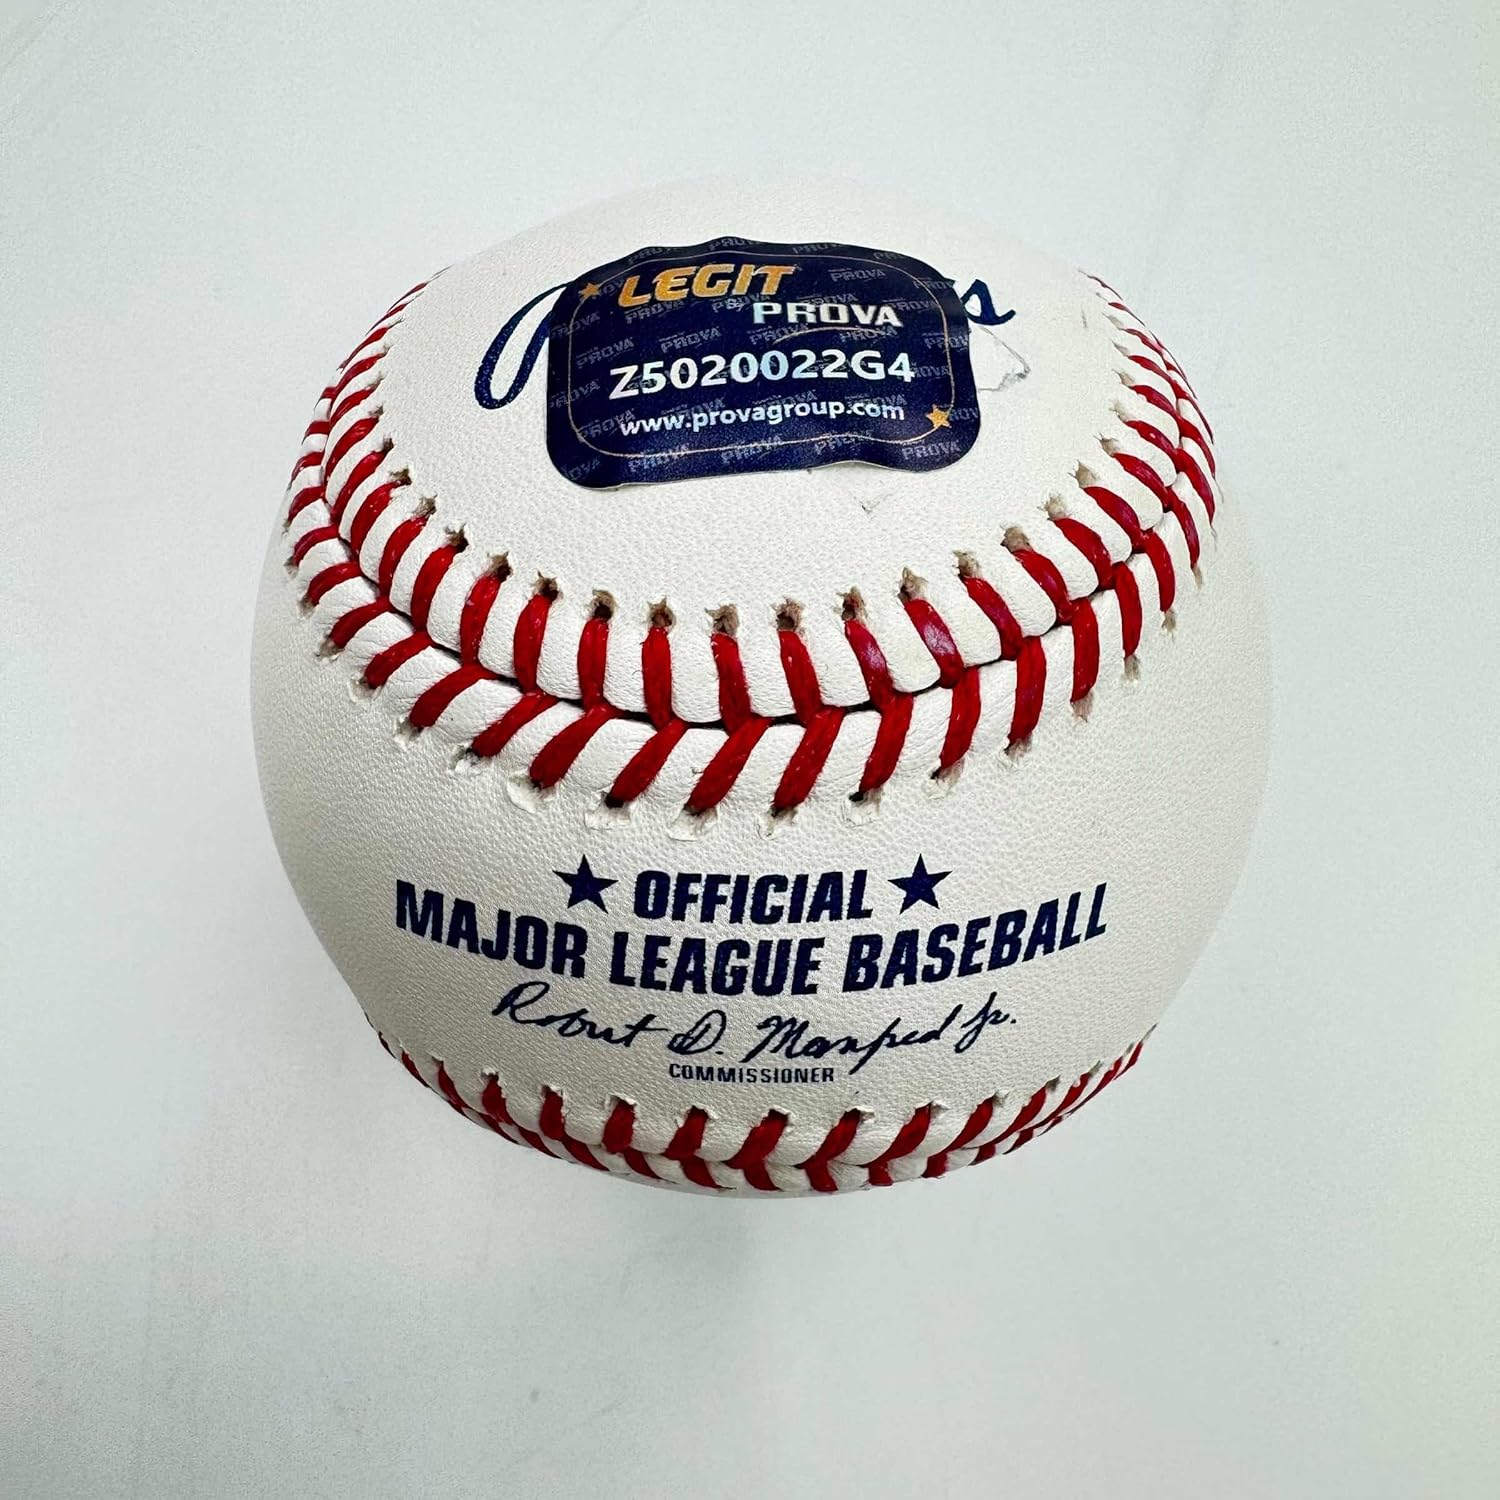 LEGIT
PROVA
Z5020022G4
www.provagroup.com
★ OFFICIAL ★
MAJOR LEAGUE BASEBALL
Robert D. Manfred Jr.
COMMISSIONER